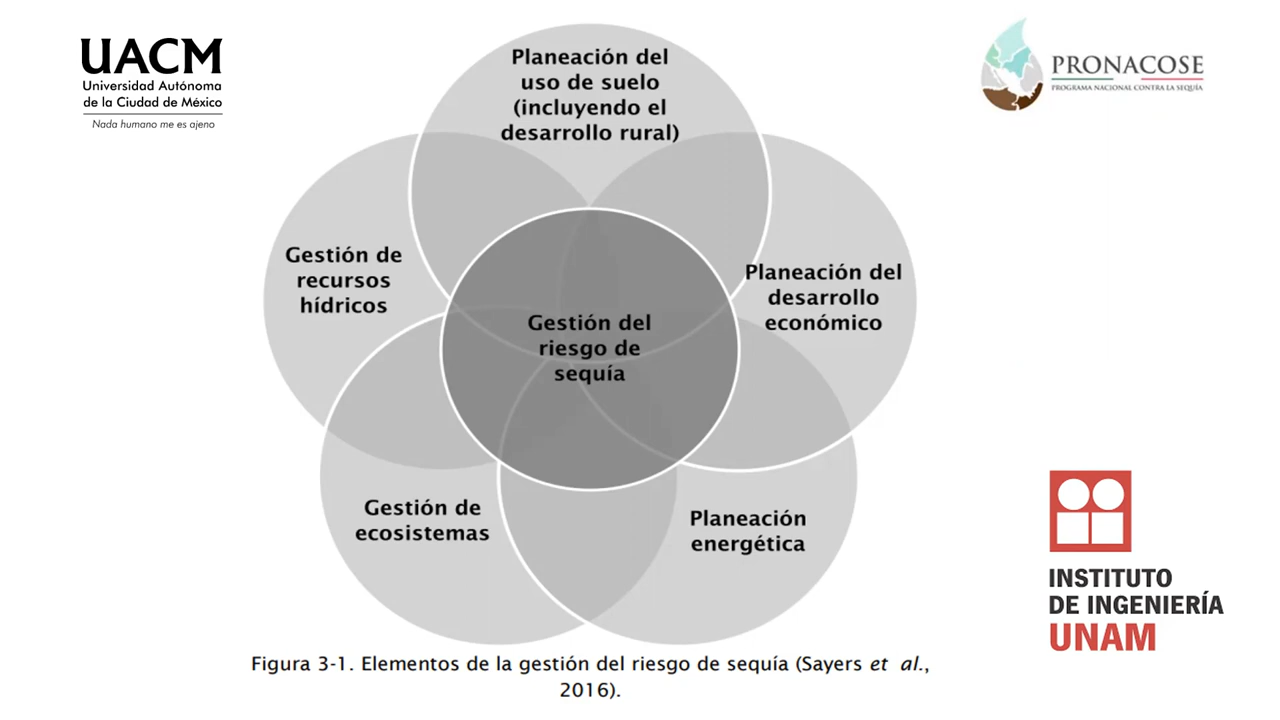 UACM
Universidad Autónoma
de la Ciudad de México
Nada humano me es ajeno
PRONACOSE
PROGRAMA NACIONAL CONTRA LA SEQUÍA
Planeación del
uso de suelo
(incluyendo el
desarrollo rural)
Gestión de
recursos
hídricos
Planeación del
desarrollo
económico
Gestión del
riesgo de
sequía
Gestión de
ecosistemas
Planeación
energética
INSTITUTO
DE INGENIERÍA
UNAM
Figura 3-1. Elementos de la gestión del riesgo de sequía (Sayers et al.,
2016).